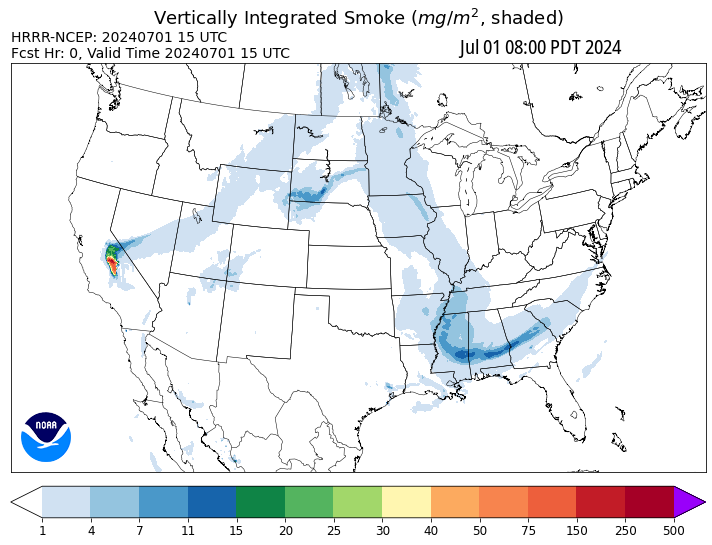 Vertically Integrated Smoke (mg/m², shaded)
HRRR-NCEP: 20240701 15 UTC
Fcst Hr: 0, Valid Time 20240701 15 UTC
Jul 01 08:00 PDT 2024
NOAA
1 4 7 11 15 20 25 30 40 50 75 150 250 500